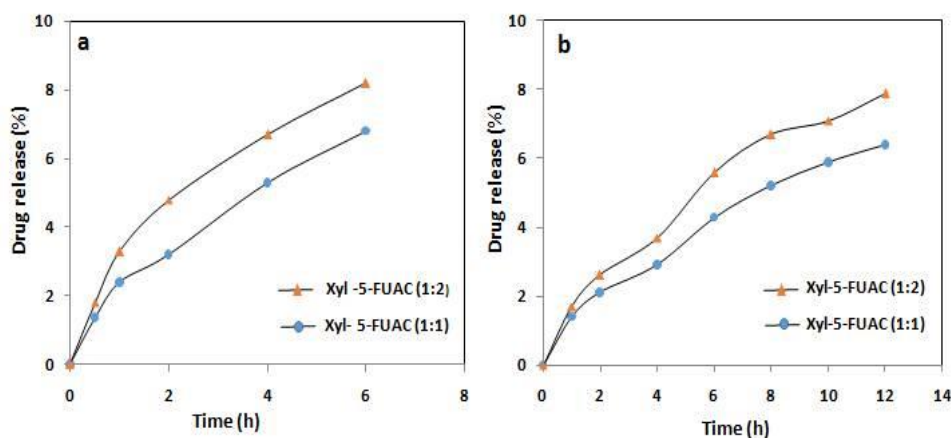 a
Drug release (%)
10
8
6
4
2
0
0 2 4 6 8
Time (h)
Xyl -5-FUAC (1:2)
Xyl- 5-FUAC (1:1)
b
Drug release (%)
10
8
6
4
2
0
0 2 4 6 8 10 12 14
Time (h)
Xyl-5-FUAC (1:2)
Xyl-5-FUAC (1:1)